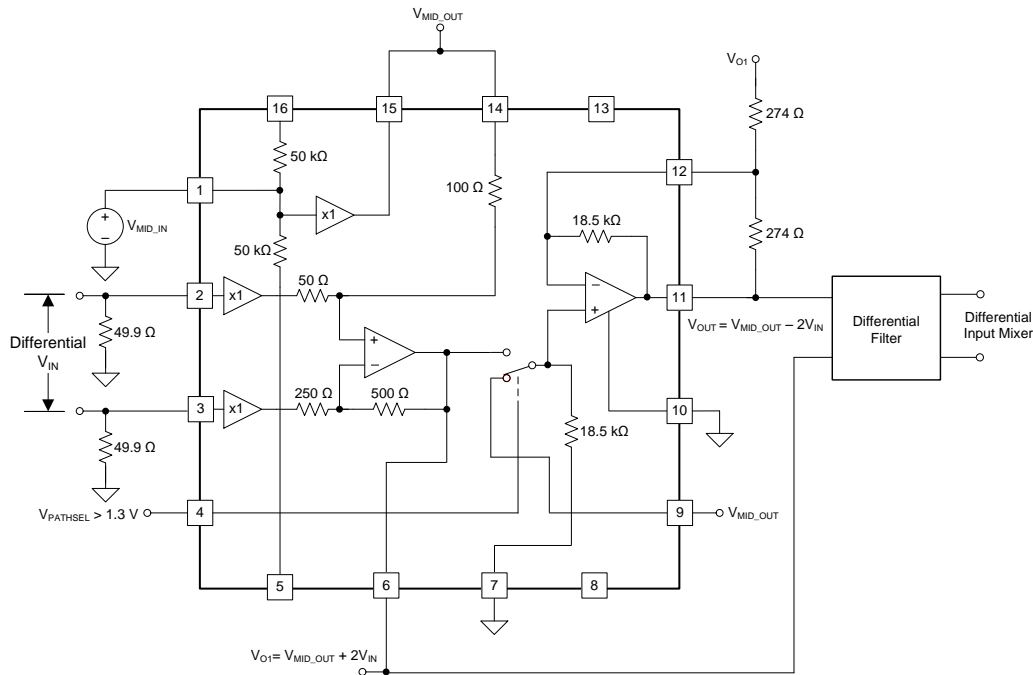 V_MID_OUT
V_O1
16
15
14
13
274 Ω
50 kΩ
12
1
100 Ω
x1
18.5 kΩ
274 Ω
+
−
V_MID_IN
50 kΩ
−
+
2
x1
50 Ω
11
V_OUT = V_MID_OUT − 2V_IN
Differential
Filter
Differential
Input Mixer
49.9 Ω
Differential
V_IN
+
−
3
x1
250 Ω
500 Ω
10
18.5 kΩ
49.9 Ω
V_PATHSEL > 1.3 V
4
9
V_MID_OUT
5
6
7
8
V_O1= V_MID_OUT + 2V_IN